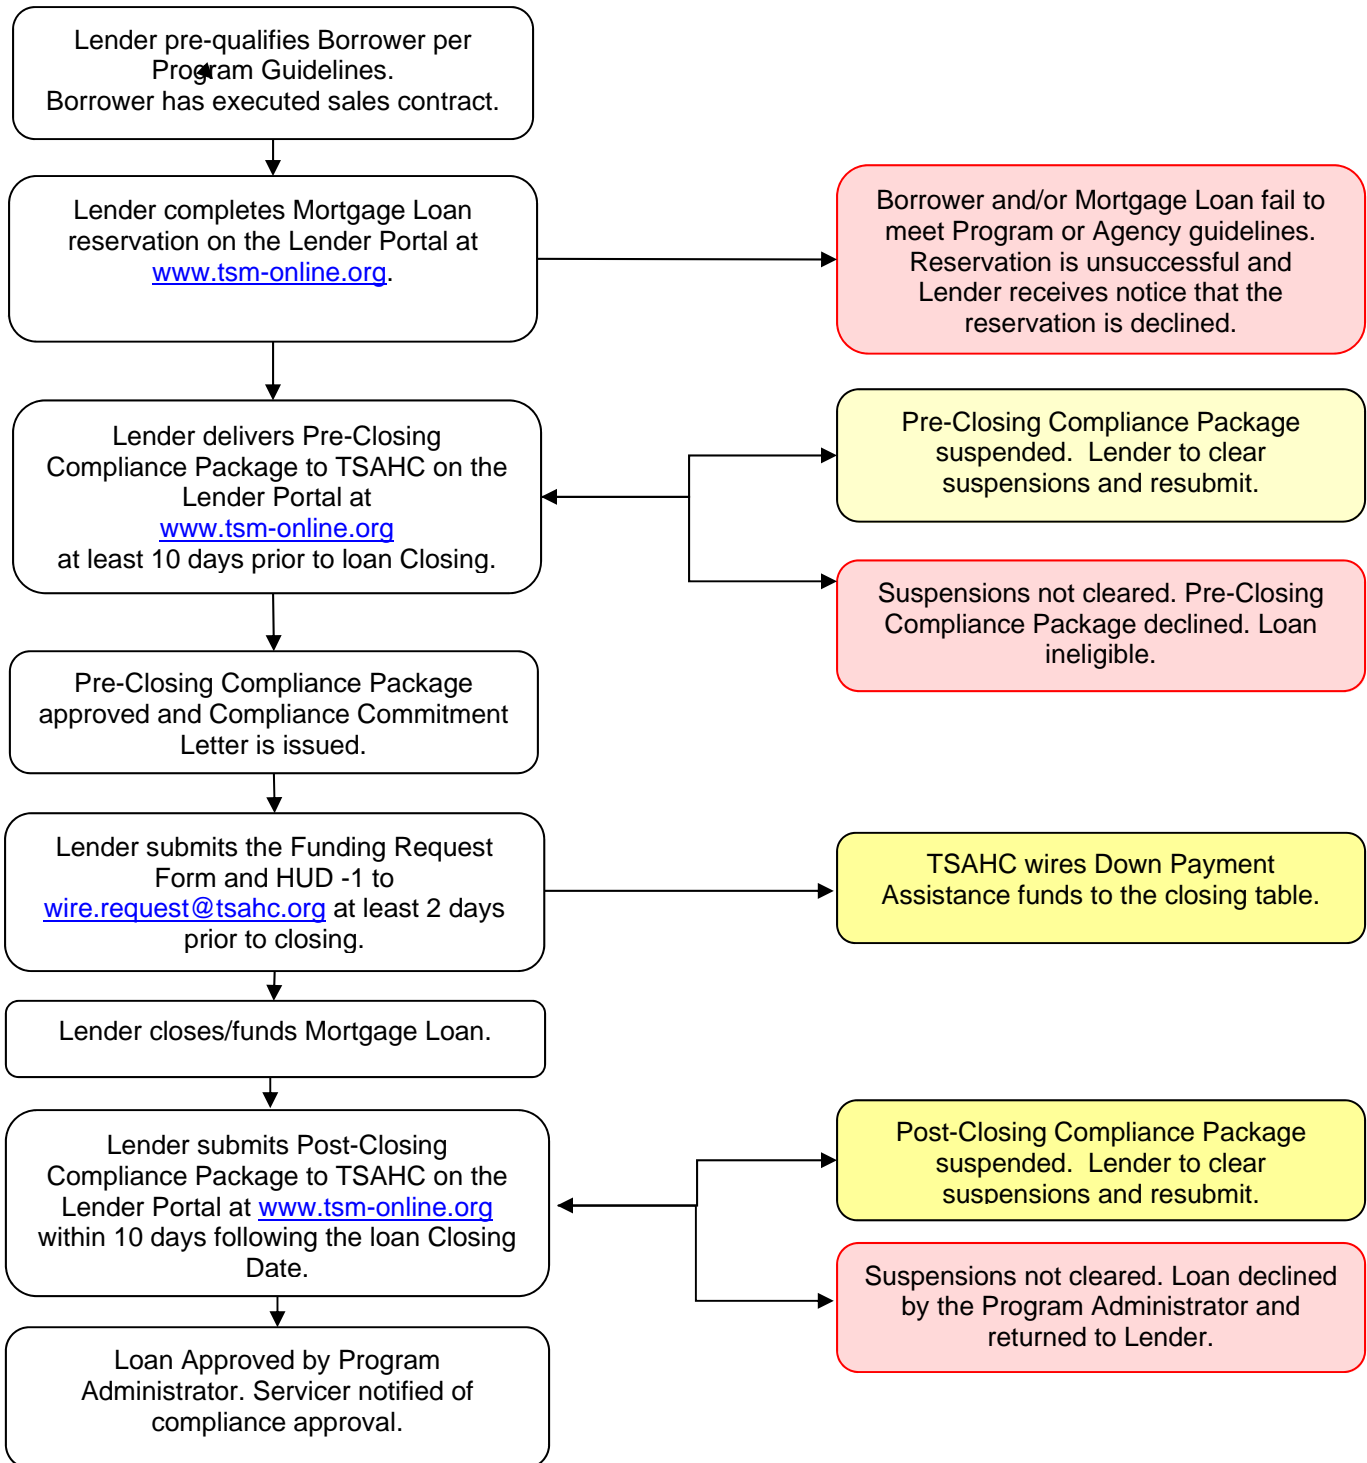 Lender pre-qualifies Borrower per
Program Guidelines.
Borrower has executed sales contract.
Lender completes Mortgage Loan
reservation on the Lender Portal at
www.tsm-online.org.
Borrower and/or Mortgage Loan fail to
meet Program or Agency guidelines.
Reservation is unsuccessful and
Lender receives notice that the
reservation is declined.
Lender delivers Pre-Closing
Compliance Package to TSAHC on the
Lender Portal at
www.tsm-online.org
at least 10 days prior to loan Closing.
Pre-Closing Compliance Package
suspended.  Lender to clear
suspensions and resubmit.
Suspensions not cleared. Pre-Closing
Compliance Package declined. Loan
ineligible.
Pre-Closing Compliance Package
approved and Compliance Commitment
Letter is issued.
Lender submits the Funding Request
Form and HUD -1 to
wire.request@tsahc.org at least 2 days
prior to closing.
TSAHC wires Down Payment
Assistance funds to the closing table.
Lender closes/funds Mortgage Loan.
Lender submits Post-Closing
Compliance Package to TSAHC on the
Lender Portal at www.tsm-online.org
within 10 days following the loan Closing
Date.
Post-Closing Compliance Package
suspended.  Lender to clear
suspensions and resubmit.
Suspensions not cleared. Loan declined
by the Program Administrator and
returned to Lender.
Loan Approved by Program
Administrator. Servicer notified of
compliance approval.